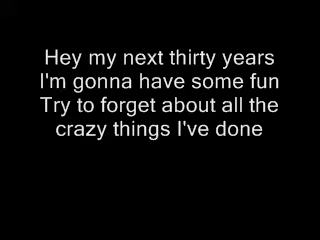 Hey my next thirty years
I'm gonna have some fun
Try to forget about all the
crazy things I've done